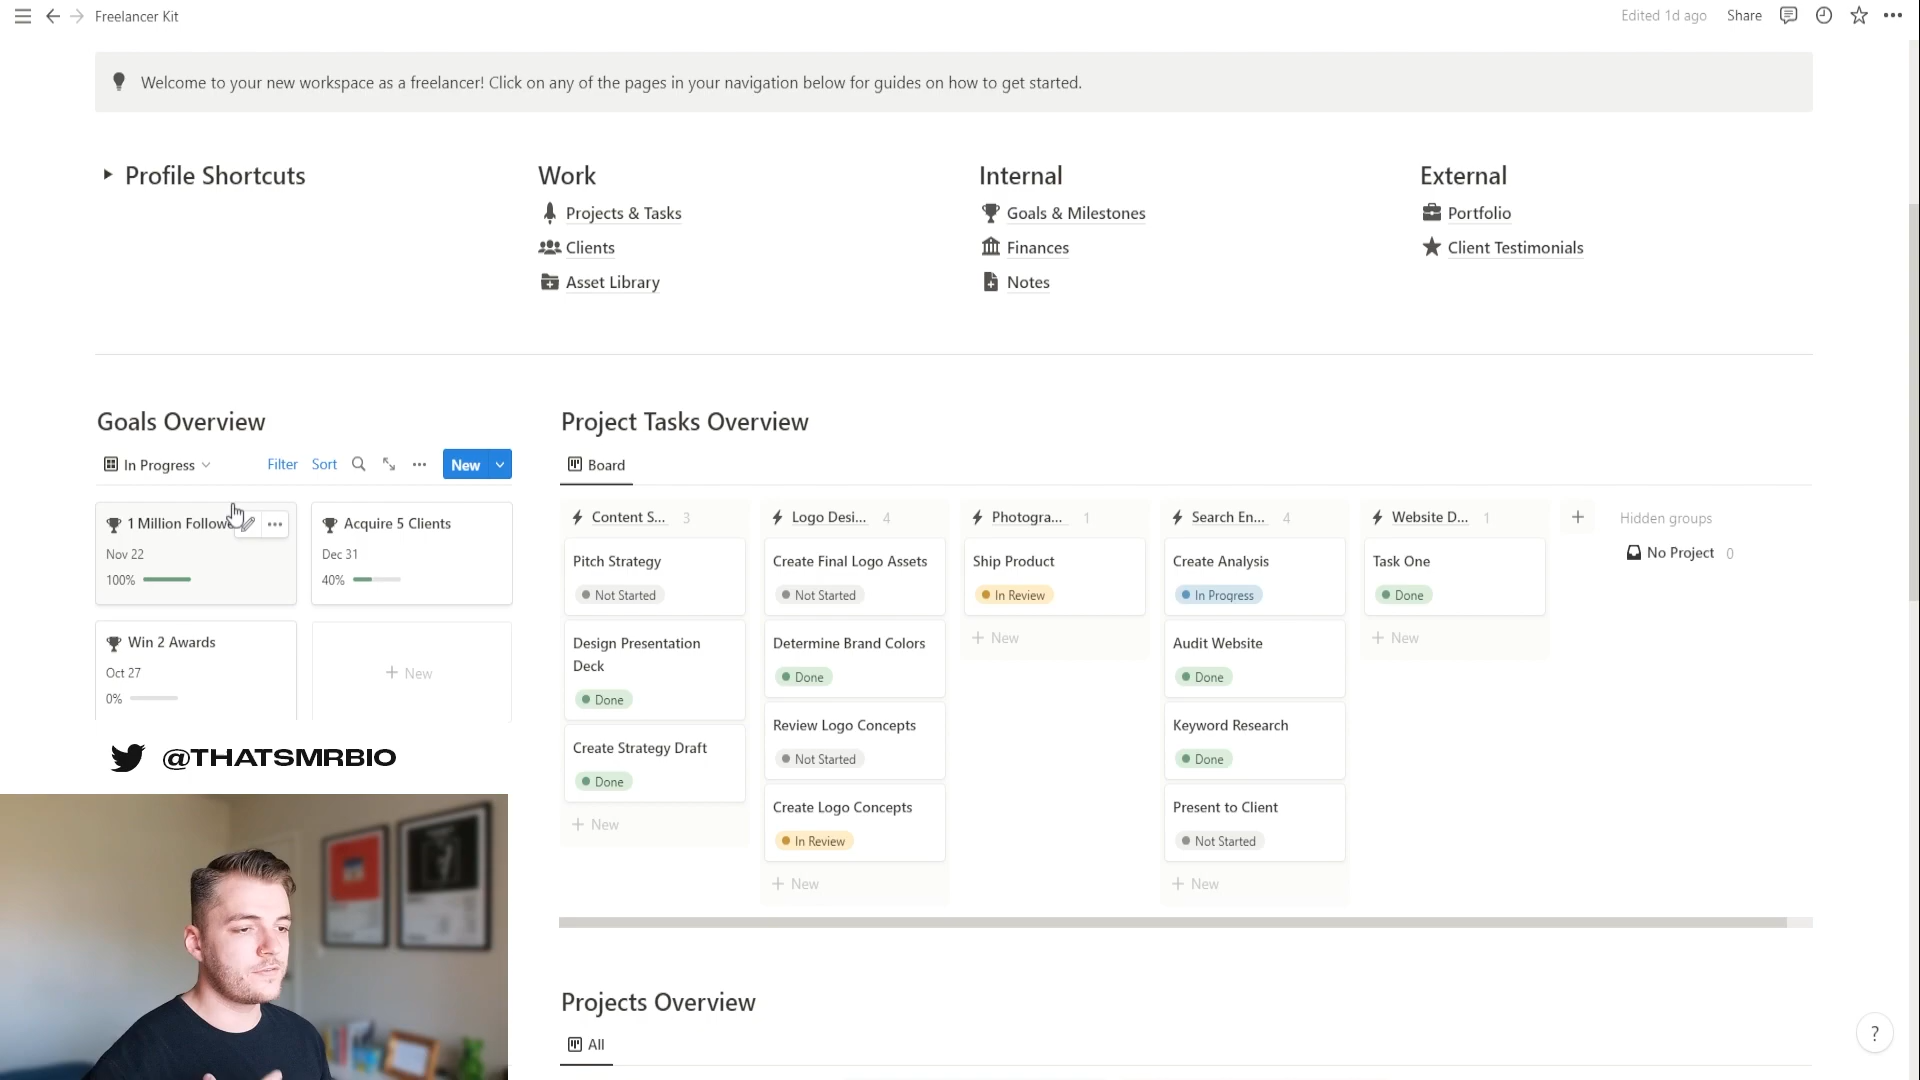 Freelancer Kit
Edited 1d ago
Share
Welcome to your new workspace as a freelancer! Click on any of the pages in your navigation below for guides on how to get started.
Profile Shortcuts
Work
Projects & Tasks
Clients
Asset Library
Internal
Goals & Milestones
Finances
Notes
External
Portfolio
Client Testimonials
Goals Overview
In Progress
Filter
Sort
New
1 Million Followe
Nov 22
100%
Acquire 5 Clients
Dec 31
40%
Win 2 Awards
Oct 27
0%
+ New
@THATSMRBIO
Project Tasks Overview
Board
Content S... 3
Pitch Strategy
Not Started
Design Presentation
Deck
Done
Create Strategy Draft
Done
+ New
Logo Desi... 4
Create Final Logo Assets
Not Started
Determine Brand Colors
Done
Review Logo Concepts
Not Started
Create Logo Concepts
In Review
+ New
Photogra... 1
Ship Product
In Review
+ New
Search En... 4
Create Analysis
In Progress
Audit Website
Done
Keyword Research
Done
Present to Client
Not Started
+ New
Website D... 1
Task One
Done
+ New
+
Hidden groups
No Project 0
Projects Overview
All
?